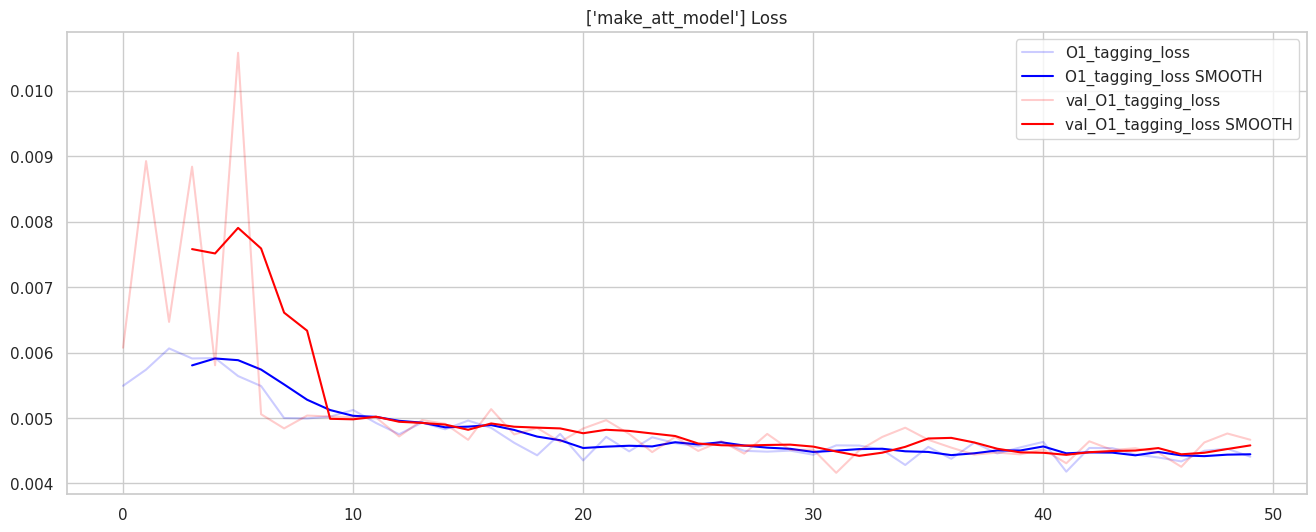 ['make_att_model'] Loss
O1_tagging_loss
O1_tagging_loss SMOOTH
val_O1_tagging_loss
val_O1_tagging_loss SMOOTH
0.010
0.009
0.008
0.007
0.006
0.005
0.004
0 10 20 30 40 50